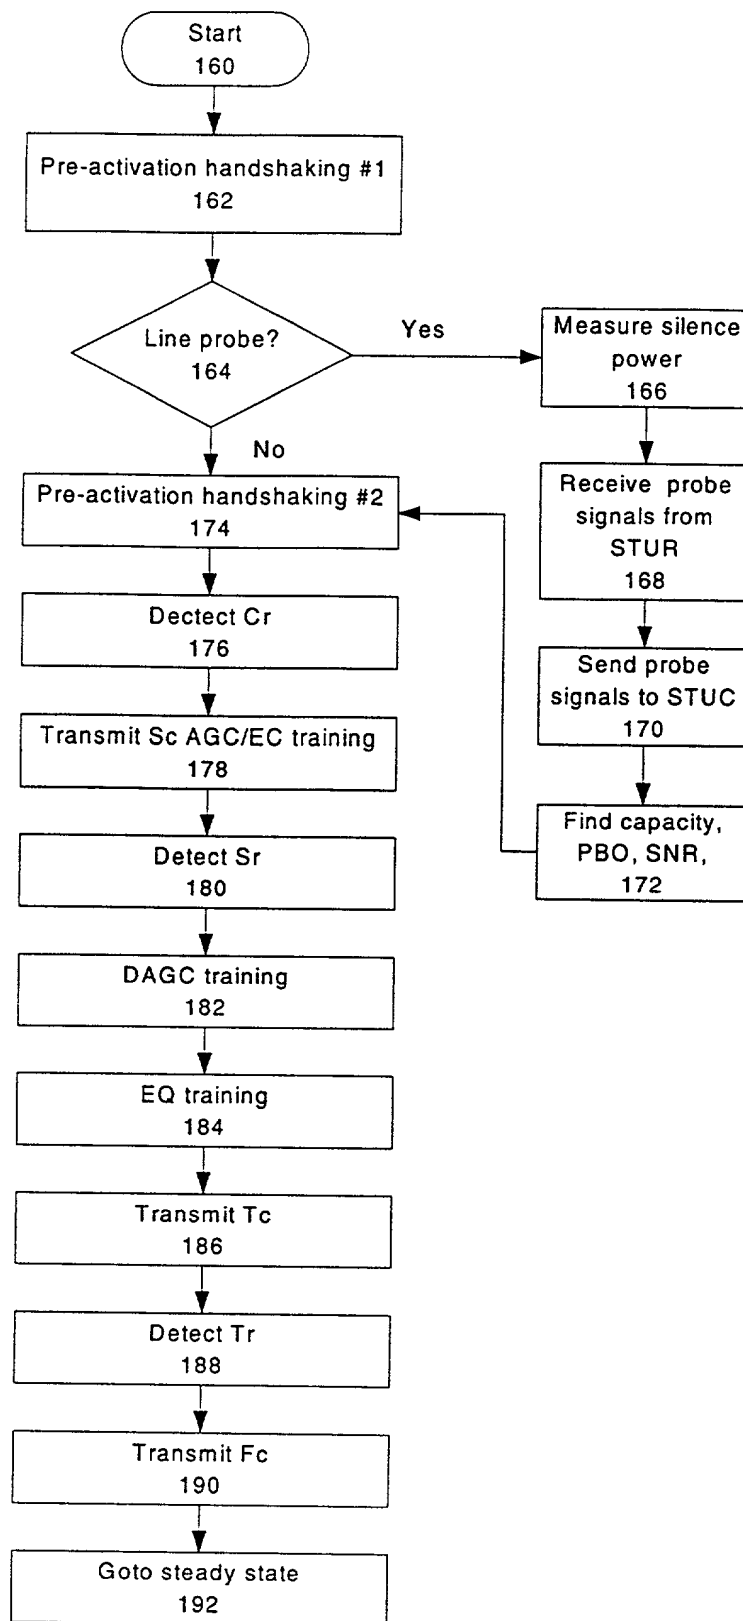 Start
160
Pre-activation handshaking #1
162
Line probe?
164
Yes
No
Measure silence
power
166
Receive probe
signals from
STUR
168
Send probe
signals to STUC
170
Find capacity,
PBO, SNR,
172
Pre-activation handshaking #2
174
Dectect Cr
176
Transmit Sc AGC/EC training
178
Detect Sr
180
DAGC training
182
EQ training
184
Transmit Tc
186
Detect Tr
188
Transmit Fc
190
Goto steady state
192